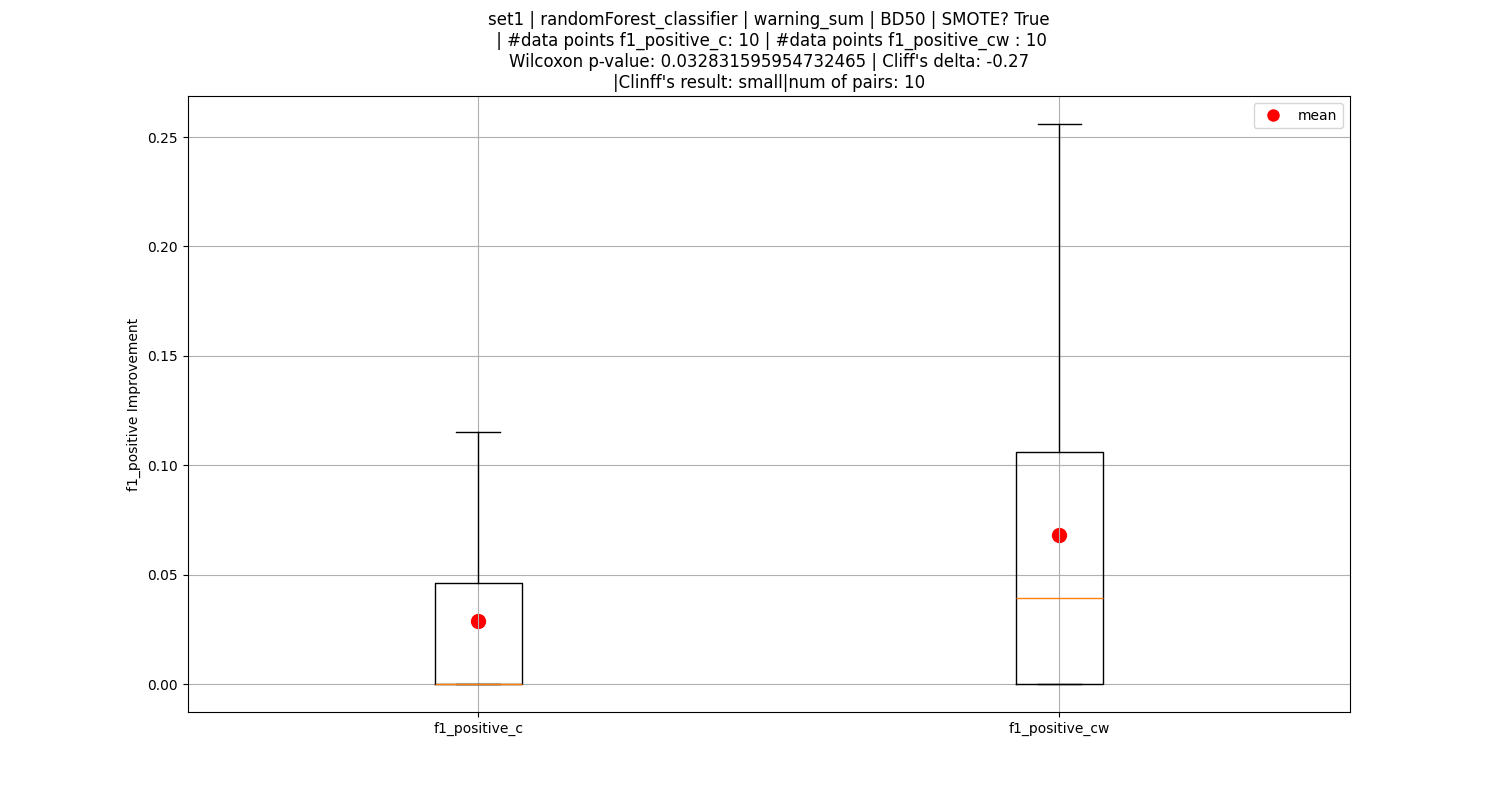 set1 | randomForest_classifier | warning_sum | BD50 | SMOTE? True
| #data points f1_positive_c: 10 | #data points f1_positive_cw : 10
Wilcoxon p-value: 0.032831595954732465 | Cliff's delta: -0.27
|Clinff's result: small|num of pairs: 10
mean
f1_positive Improvement
0.25
0.20
0.15
0.10
0.05
0.00
f1_positive_c
f1_positive_cw